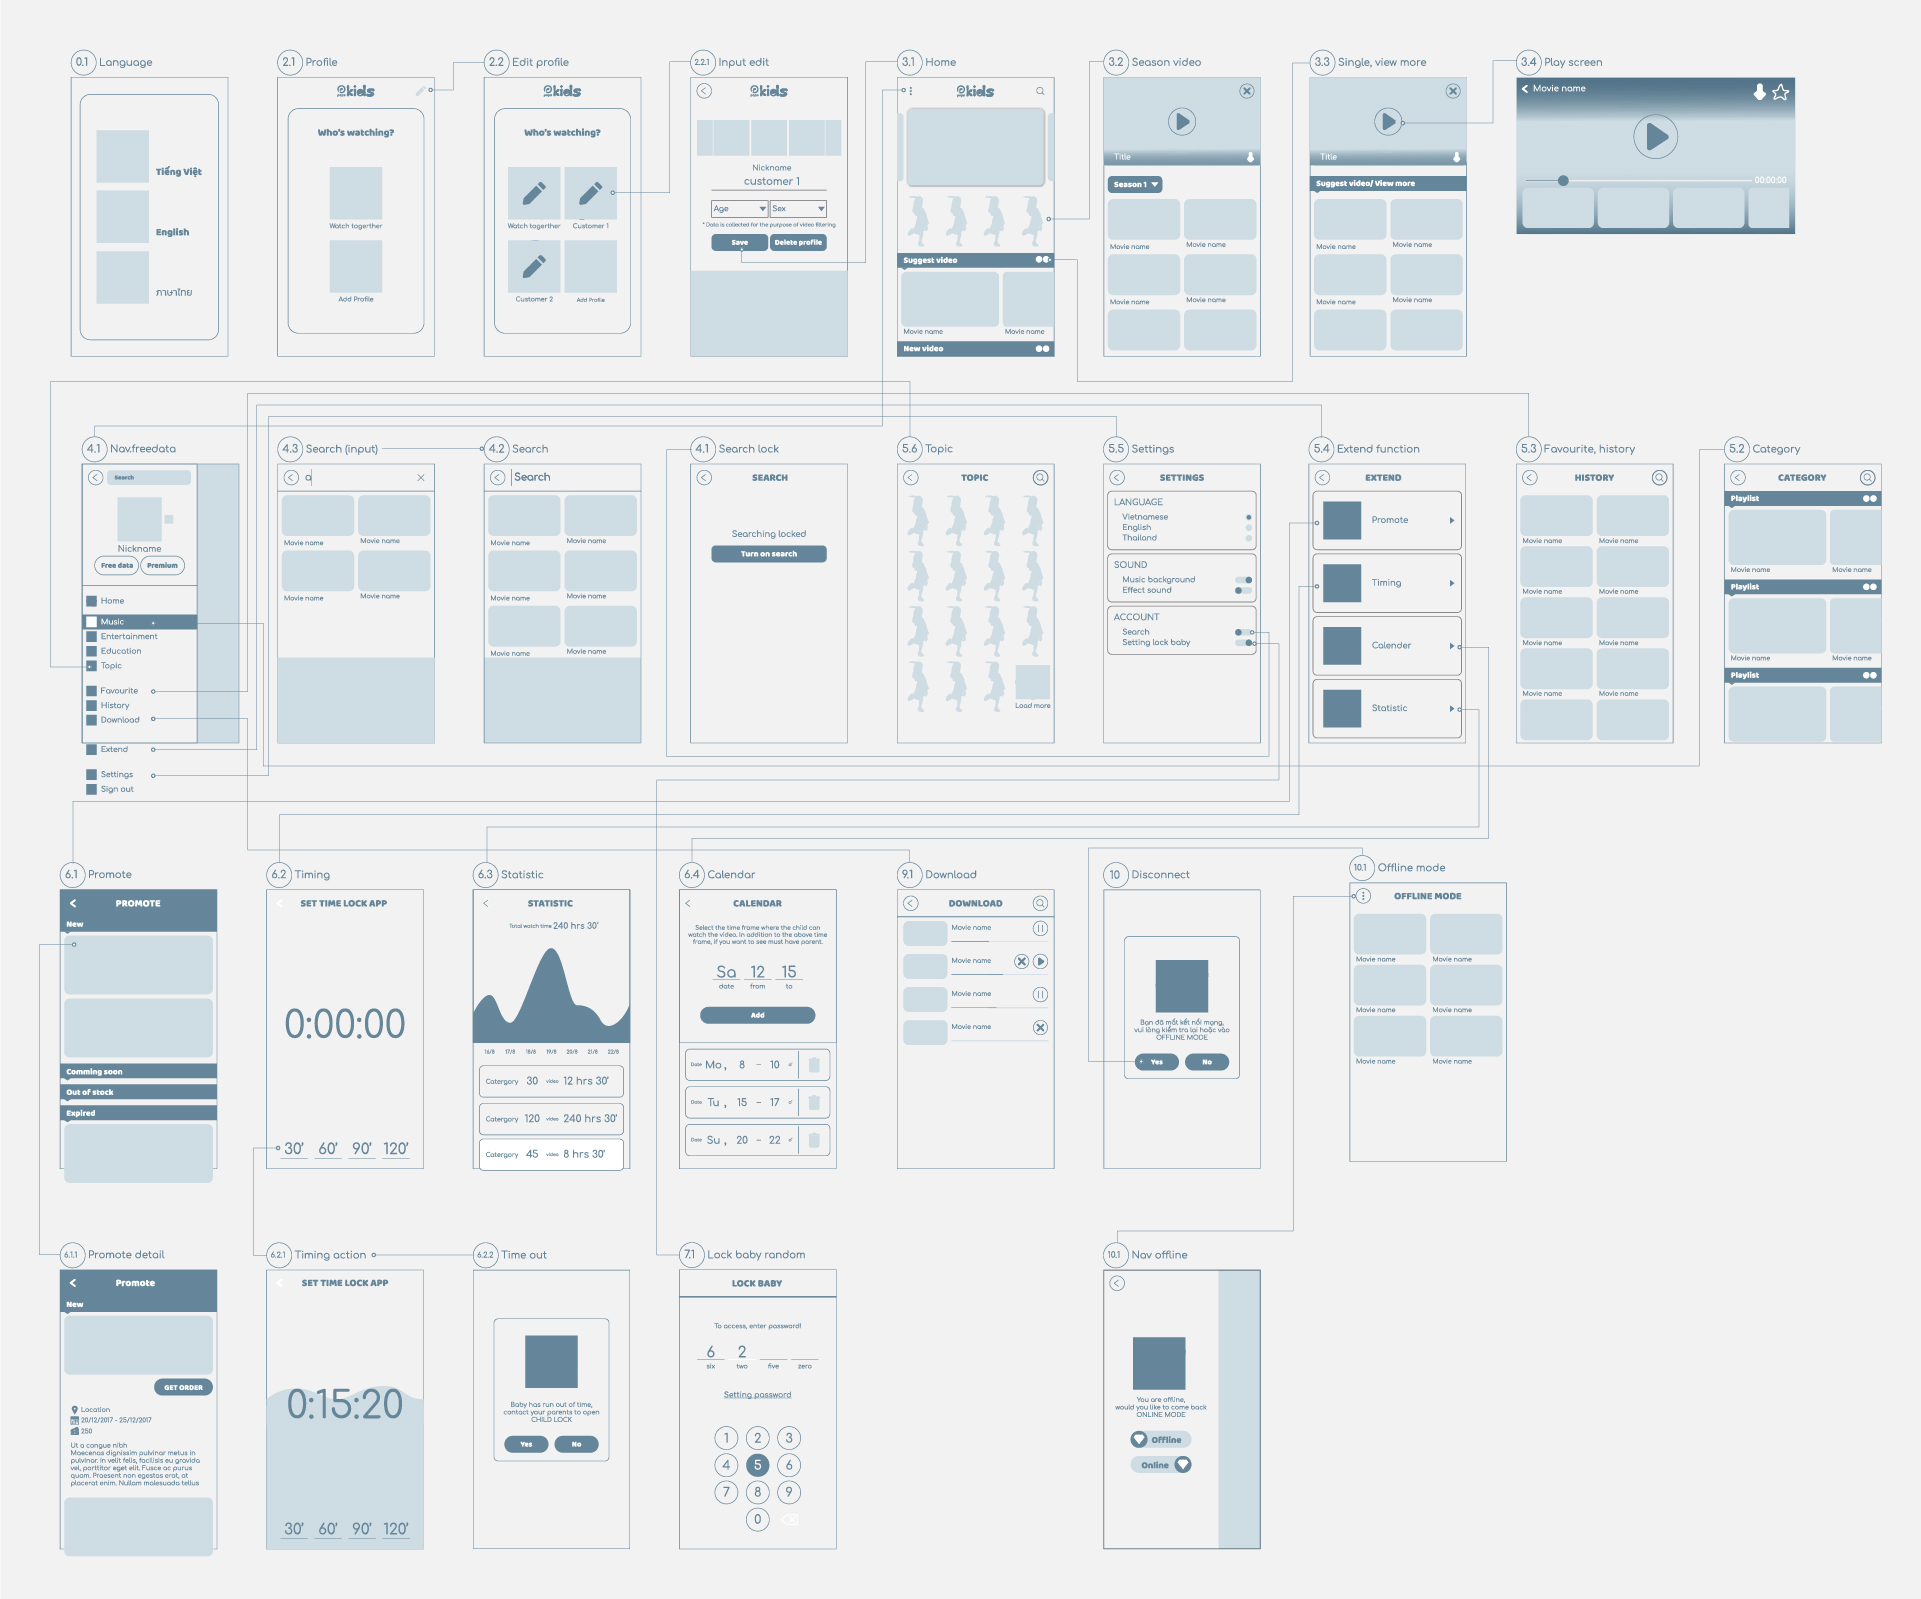 0.1 Language
Tiếng Việt
English
ภาษาไทย
2.1 Profile
kids
Who's watching?
Watch togerther
Add Profile
2.2 Edit profile
kids
Who's watching?
Watch togerther
Customer 1
Customer 2
Add Profile
2.2.1 Input edit
kids
Nickname
customer 1
Age
Sex
* Data is collected for the purpose of video filtering
Save
Delete profile
3.1 Home
kids
Suggest video
Movie name
Movie name
New video
3.2 Season video
Title
Season 1
Movie name
Movie name
Movie name
Movie name
3.3 Single, view more
Title
Suggest video/ View more
Movie name
Movie name
Movie name
Movie name
3.4 Play screen
Movie name
00:00:00
4.1 Nav.freedata
Search
Nickname
Free data
Premium
Home
Music
Entertainment
Education
Topic
Favourite
History
Download
Extend
Settings
Sign out
4.3 Search (input)
a
Movie name
Movie name
Movie name
Movie name
4.2 Search
Search
Movie name
Movie name
Movie name
Movie name
Movie name
Movie name
4.1 Search lock
SEARCH
Searching locked
Turn on search
5.6 Topic
TOPIC
Load more
5.5 Settings
SETTINGS
LANGUAGE
Vietnamese
English
Thailand
SOUND
Music background
Effect sound
ACCOUNT
Search
Setting lock baby
5.4 Extend function
EXTEND
Promote
Timing
Calender
Statistic
5.3 Favourite, history
HISTORY
Movie name
Movie name
Movie name
Movie name
Movie name
Movie name
Movie name
Movie name
5.2 Category
CATEGORY
Playlist
Movie name
Movie name
Playlist
Movie name
Movie name
Playlist
6.1 Promote
PROMOTE
New
Comming soon
Out of stock
Expired
6.2 Timing
SET TIME LOCK APP
0:00:00
30' 60' 90' 120'
6.3 Statistic
STATISTIC
Total watch time 240 hrs 30'
16/8 17/8 18/8 19/8 20/8 21/8 22/8
Catergory 30 video 12 hrs 30'
Catergory 120 video 240 hrs 30'
Catergory 45 video 8 hrs 30'
6.4 Calendar
CALENDAR
Select the time frame where the child can
watch the video. In addition to the above time
frame, if you want to see must have parent.
Sa 12 15
date from to
Add
Date Mo , 8 - 10
Date Tu , 15 - 17
Date Su , 20 - 22
9.1 Download
DOWNLOAD
Movie name
Movie name
Movie name
Movie name
10 Disconnect
Bạn đã mất kết nối mạng,
vui lòng kiểm tra lại hoặc vào
OFFLINE MODE
Yes
No
10.1 Offline mode
OFFLINE MODE
Movie name
Movie name
Movie name
Movie name
Movie name
Movie name
6.1.1 Promote detail
Promote
New
GET ORDER
Location
20/12/2017 - 25/12/2017
250
Ut a congue nibh
Maecenas dignissim pulvinar metus in
pulvinar. In velit felis, facilisis eu gravida
vel, porttitor eget elit. Fusce ac purus
quam. Praesent non egestas erat, at
placerat enim. Nullam malesuada tellus
6.2.1 Timing action
SET TIME LOCK APP
0:15:20
30' 60' 90' 120'
6.2.2 Time out
Baby has run out of time,
contact your parents to open
CHILD LOCK
Yes
No
7.1 Lock baby random
LOCK BABY
To access, enter password!
6 2
six two five zero
Setting password
1 2 3
4 5 6
7 8 9
0
10.1 Nav offline
You are offline,
would you like to come back
ONLINE MODE
Offline
Online